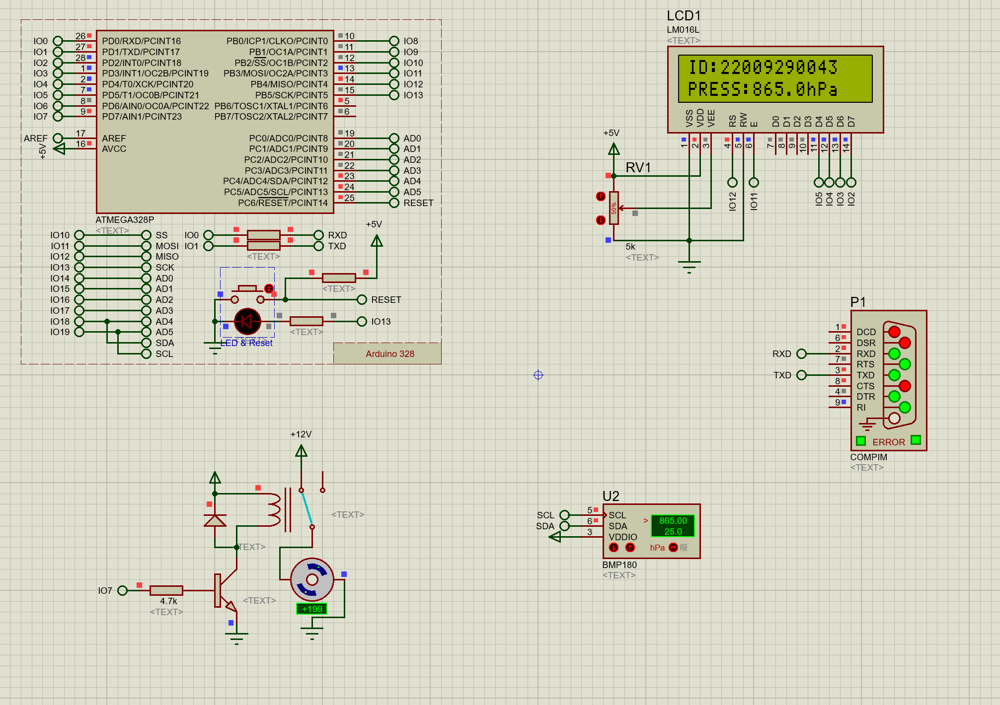 LCD1
LM016L
<TEXT>
ID:22009290043
PRESS:865.0hPa
VSS VDD VEE RS RW E D0 D1 D2 D3 D4 D5 D6 D7
1 2 3 4 5 6 7 8 9 10 11 12 13 14
IO12 IO11 IO5 IO4 IO3 IO2
+5V
RV1
50%
5k
<TEXT>
IO0 26 PD0/RXD/PCINT16 PB0/ICP1/CLKO/PCINT0 10 IO8
IO1 27 PD1/TXD/PCINT17 PB1/OC1A/PCINT1 11 IO9
IO2 28 PD2/INT0/PCINT18 PB2/SS/OC1B/PCINT2 12 IO10
IO3 1 PD3/INT1/OC2B/PCINT19 PB3/MOSI/OC2A/PCINT3 13 IO11
IO4 2 PD4/T0/XCK/PCINT20 PB4/MISO/PCINT4 14 IO12
IO5 7 PD5/T1/OC0B/PCINT21 PB5/SCK/PCINT5 15 IO13
IO6 8 PD6/AIN0/OC0A/PCINT22 PB6/TOSC1/XTAL1/PCINT6 5
IO7 9 PD7/AIN1/PCINT23 PB7/TOSC2/XTAL2/PCINT7 6
AREF 17 AREF PC0/ADC0/PCINT8 19 AD0
+5V 16 AVCC PC1/ADC1/PCINT9 20 AD1
PC2/ADC2/PCINT10 21 AD2
PC3/ADC3/PCINT11 22 AD3
PC4/ADC4/SDA/PCINT12 23 AD4
PC5/ADC5/SCL/PCINT13 24 AD5
PC6/RESET/PCINT14 25 RESET
ATMEGA328P
<TEXT>
IO10 SS
IO11 MOSI
IO12 MISO
IO13 SCK
IO14 AD0
IO15 AD1
IO16 AD2
IO17 AD3
IO18 AD4
IO19 AD5
SDA
SCL
IO0 RXD
IO1 TXD
<TEXT>
+5V
<TEXT>
RESET
IO13
<TEXT>
<TEXT>
LED & Reset
Arduino 328
P1
1 DCD
6 DSR
RXD 2 RXD
7 RTS
TXD 3 TXD
8 CTS
4 DTR
9 RI
ERROR
COMPIM
<TEXT>
+12V
<TEXT>
TEXT>
IO7
4.7k
<TEXT>
<TEXT>
+199
U2
SCL 5 SCL > 865.00
SDA 6 SDA 25.0
3 VDDIO
hPa 癈
BMP180
<TEXT>